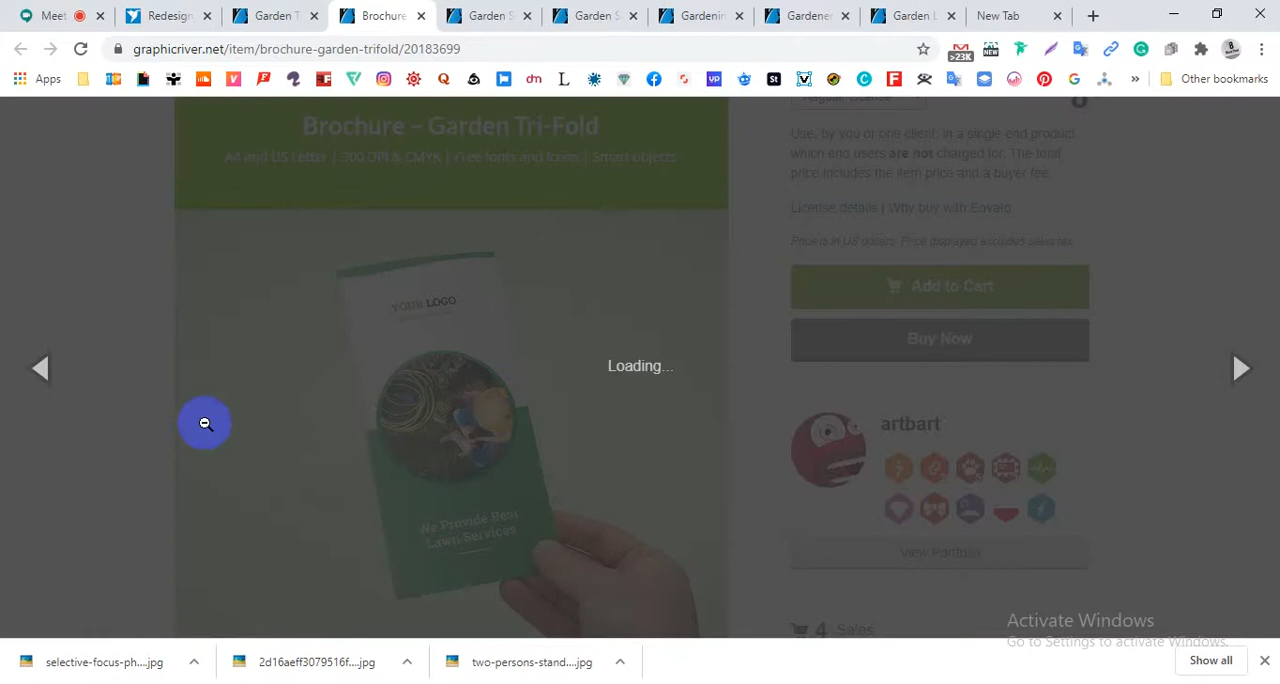 Meet
Redesign
Garden T
Brochure
Garden S
Garden S
Gardenin
Gardener
Garden L
New Tab
graphicriver.net/item/brochure-garden-trifold/20183699
>23K
NEW
Apps
Other bookmarks
Brochure – Garden Tri-Fold
A4 and US Letter | 300 DPI & CMYK | Free fonts and Icons | Smart objects
YOUR LOGO
We Provide Best
Lawn Services
Regular License
8
Use, by you or one client, in a single end product
which end users are not charged for. The total
price includes the item price and a buyer fee.
License details | Why buy with Envato
Price is in US dollars. Price displayed excludes sales tax.
Add to Cart
Buy Now
Loading...
artbart
View Portfolio
4 Sales
Activate Windows
Go to Settings to activate Windows.
selective-focus-ph....jpg
2d16aeff3079516f....jpg
two-persons-stand....jpg
Show all